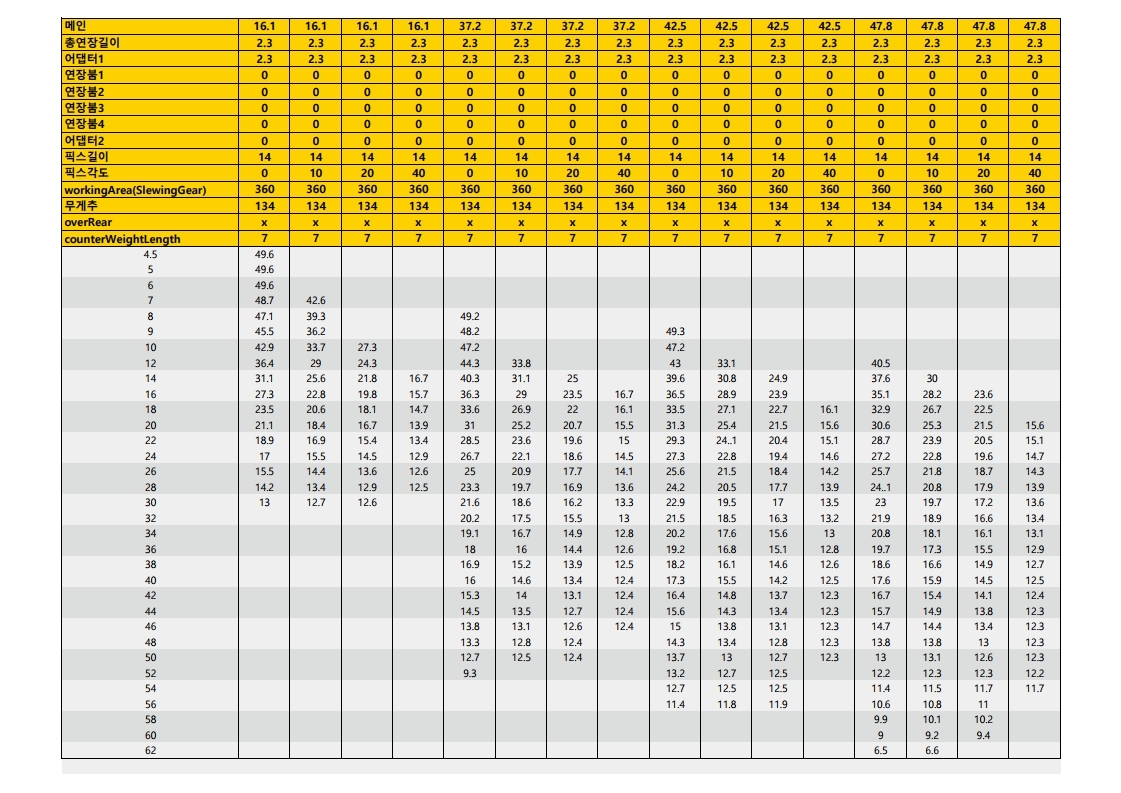 메인 16.1 16.1 16.1 16.1 37.2 37.2 37.2 37.2 42.5 42.5 42.5 42.5 47.8 47.8 47.8 47.8
총연장길이 2.3 2.3 2.3 2.3 2.3 2.3 2.3 2.3 2.3 2.3 2.3 2.3 2.3 2.3 2.3 2.3
어댑터1 2.3 2.3 2.3 2.3 2.3 2.3 2.3 2.3 2.3 2.3 2.3 2.3 2.3 2.3 2.3 2.3
연장붐1 0 0 0 0 0 0 0 0 0 0 0 0 0 0 0 0
연장붐2 0 0 0 0 0 0 0 0 0 0 0 0 0 0 0 0
연장붐3 0 0 0 0 0 0 0 0 0 0 0 0 0 0 0 0
연장붐4 0 0 0 0 0 0 0 0 0 0 0 0 0 0 0 0
어댑터2 0 0 0 0 0 0 0 0 0 0 0 0 0 0 0 0
픽스길이 14 14 14 14 14 14 14 14 14 14 14 14 14 14 14 14
픽스각도 0 10 20 40 0 10 20 40 0 10 20 40 0 10 20 40
workingArea(SlewingGear) 360 360 360 360 360 360 360 360 360 360 360 360 360 360 360 360
무게추 134 134 134 134 134 134 134 134 134 134 134 134 134 134 134 134
overRear x x x x x x x x x x x x x x x x
counterWeightLength 7 7 7 7 7 7 7 7 7 7 7 7 7 7 7 7
4.5 49.6
5 49.6
6 49.6
7 48.7 42.6
8 47.1 39.3 49.2
9 45.5 36.2 48.2 49.3
10 42.9 33.7 27.3 47.2 47.2
12 36.4 29 24.3 44.3 33.8 43 33.1 40.5
14 31.1 25.6 21.8 16.7 40.3 31.1 25 39.6 30.8 24.9 37.6 30
16 27.3 22.8 19.8 15.7 36.3 29 23.5 16.7 36.5 28.9 23.9 35.1 28.2 23.6
18 23.5 20.6 18.1 14.7 33.6 26.9 22 16.1 33.5 27.1 22.7 16.1 32.9 26.7 22.5
20 21.1 18.4 16.7 13.9 31 25.2 20.7 15.5 31.3 25.4 21.5 15.6 30.6 25.3 21.5 15.6
22 18.9 16.9 15.4 13.4 28.5 23.6 19.6 15 29.3 24..1 20.4 15.1 28.7 23.9 20.5 15.1
24 17 15.5 14.5 12.9 26.7 22.1 18.6 14.5 27.3 22.8 19.4 14.6 27.2 22.8 19.6 14.7
26 15.5 14.4 13.6 12.6 25 20.9 17.7 14.1 25.6 21.5 18.4 14.2 25.7 21.8 18.7 14.3
28 14.2 13.4 12.9 12.5 23.3 19.7 16.9 13.6 24.2 20.5 17.7 13.9 24..1 20.8 17.9 13.9
30 13 12.7 12.6 21.6 18.6 16.2 13.3 22.9 19.5 17 13.5 23 19.7 17.2 13.6
32 20.2 17.5 15.5 13 21.5 18.5 16.3 13.2 21.9 18.9 16.6 13.4
34 19.1 16.7 14.9 12.8 20.2 17.6 15.6 13 20.8 18.1 16.1 13.1
36 18 16 14.4 12.6 19.2 16.8 15.1 12.8 19.7 17.3 15.5 12.9
38 16.9 15.2 13.9 12.5 18.2 16.1 14.6 12.6 18.6 16.6 14.9 12.7
40 16 14.6 13.4 12.4 17.3 15.5 14.2 12.5 17.6 15.9 14.5 12.5
42 15.3 14 13.1 12.4 16.4 14.8 13.7 12.3 16.7 15.4 14.1 12.4
44 14.5 13.5 12.7 12.4 15.6 14.3 13.4 12.3 15.7 14.9 13.8 12.3
46 13.8 13.1 12.6 12.4 15 13.8 13.1 12.3 14.7 14.4 13.4 12.3
48 13.3 12.8 12.4 14.3 13.4 12.8 12.3 13.8 13.8 13 12.3
50 12.7 12.5 12.4 13.7 13 12.7 12.3 13 13.1 12.6 12.3
52 9.3 13.2 12.7 12.5 12.2 12.3 12.3 12.2
54 12.7 12.5 12.5 11.4 11.5 11.7 11.7
56 11.4 11.8 11.9 10.6 10.8 11
58 9.9 10.1 10.2
60 9 9.2 9.4
62 6.5 6.6